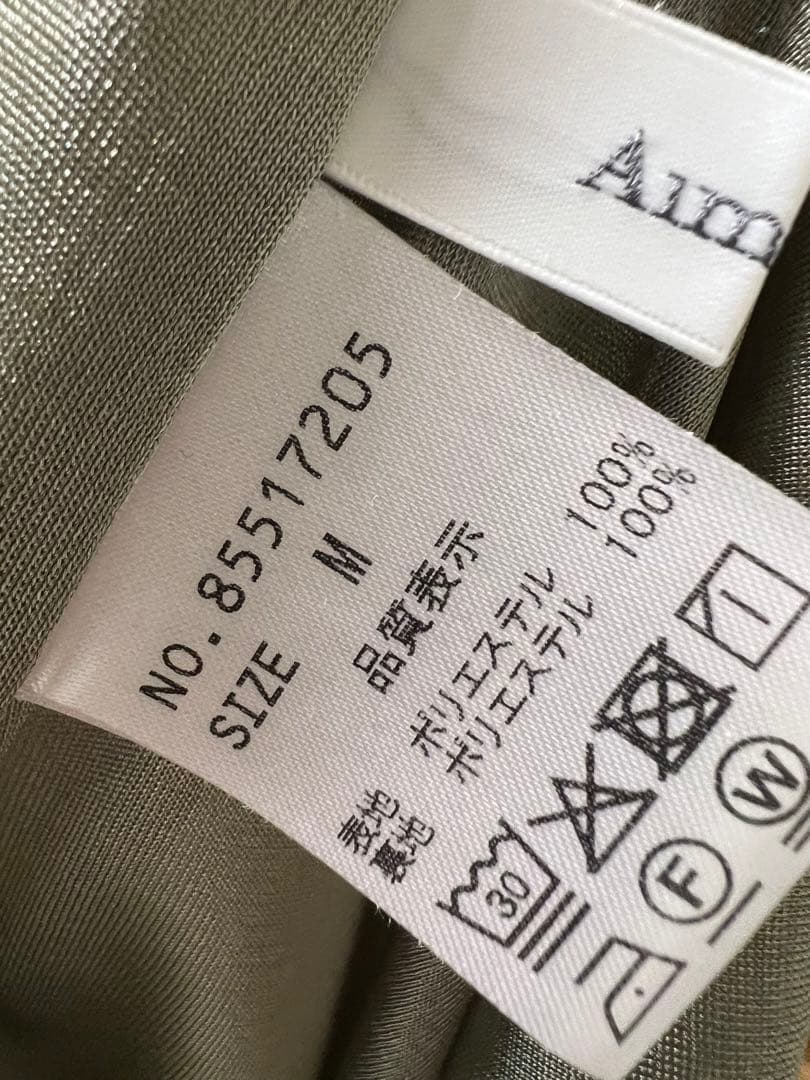 Aim
NO.85517205
SIZE M
品質表示
表地 ポリエステル 100%
裏地 ポリエステル 100%
30
F
W